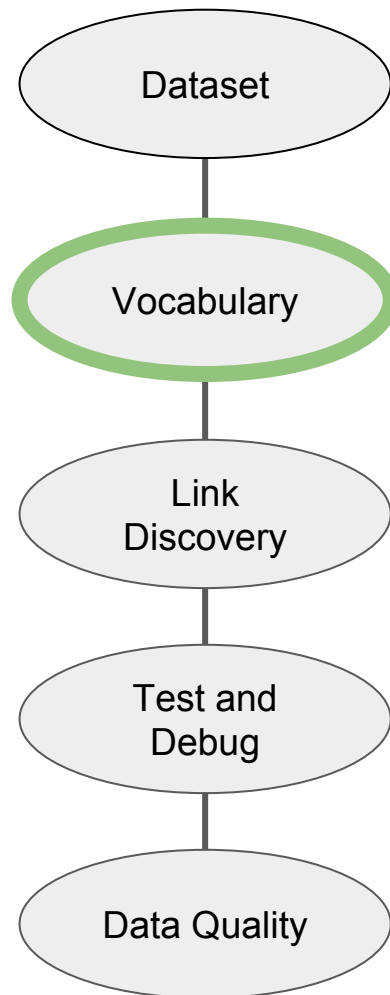 Dataset
Vocabulary
Link
Discovery
Test and
Debug
Data Quality